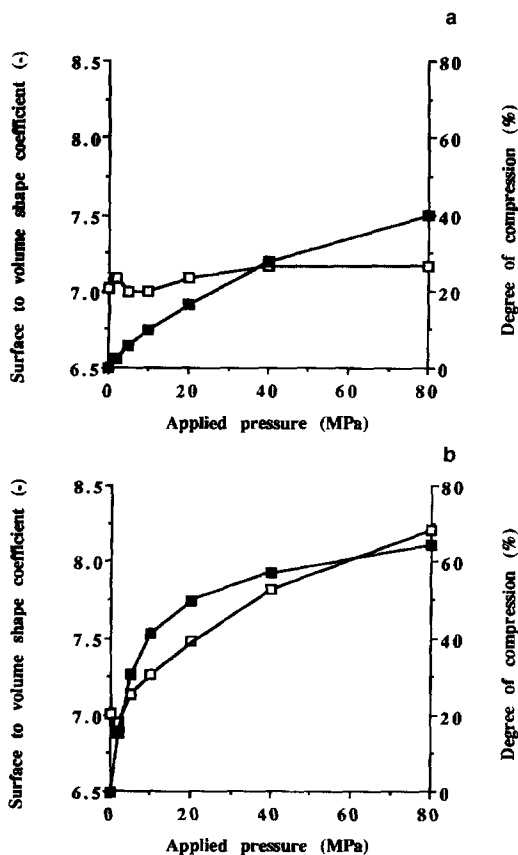 a
Surface to volume shape coefficient (-)
8.5
8.0
7.5
7.0
6.5
80
60
40
20
0
Degree of compression (%)
0 20 40 60 80
Applied pressure (MPa)
b
Surface to volume shape coefficient (-)
8.5
8.0
7.5
7.0
6.5
80
60
40
20
0
Degree of compression (%)
0 20 40 60 80
Applied pressure (MPa)